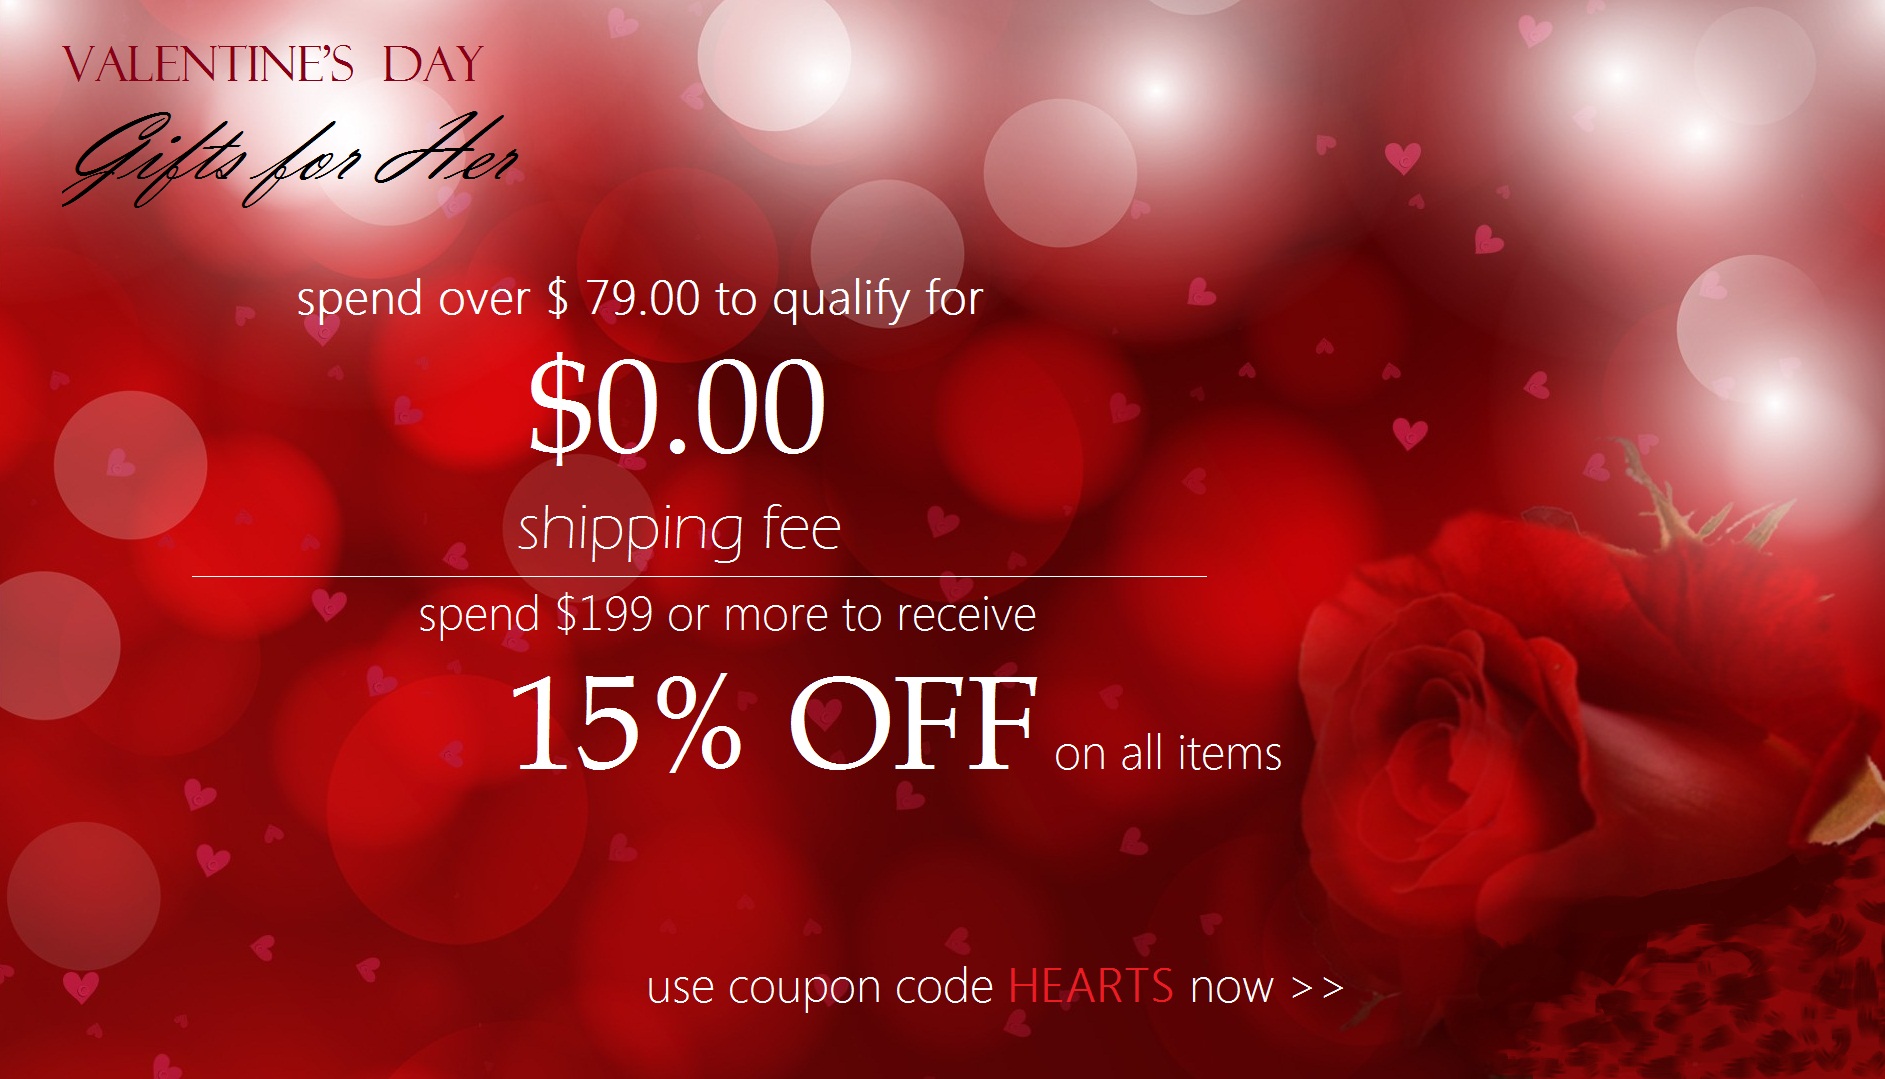 VALENTINE'S DAY
Gifts for Her
spend over $ 79.00 to qualify for
$0.00
shipping fee
spend $199 or more to receive
15% OFF on all items
use coupon code HEARTS now >>